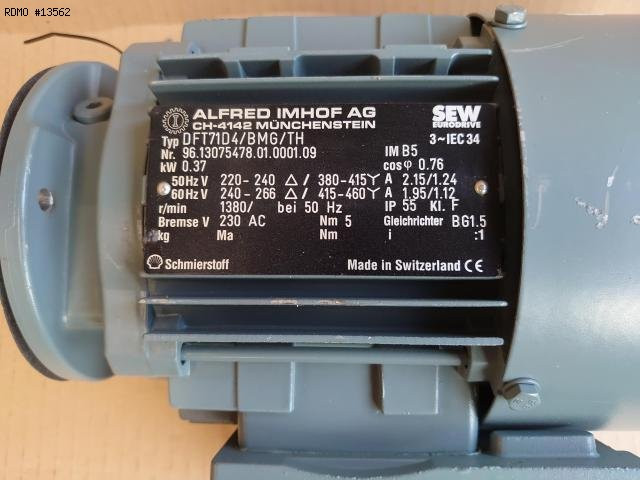 RDMO #13562
ALFRED IMHOF AG
CH-4142 MÜNCHENSTEIN
SEW
EURODRIVE
Typ DFT71D4/BMG/TH 3~IEC 34
Nr. 96.13075478.01.0001.09 IM B5
kW 0.37 cosφ 0.76
50Hz V 220-240 △/380-415Y A 2.15/1.24
60Hz V 240-266 △/415-460Y A 1.95/1.12
r/min 1380/ bei 50 Hz IP 55 Kl. F
Bremse V 230 AC Nm 5 Gleichrichter BG1.5
kg Ma Nm i :1
Schmierstoff Made in Switzerland CE